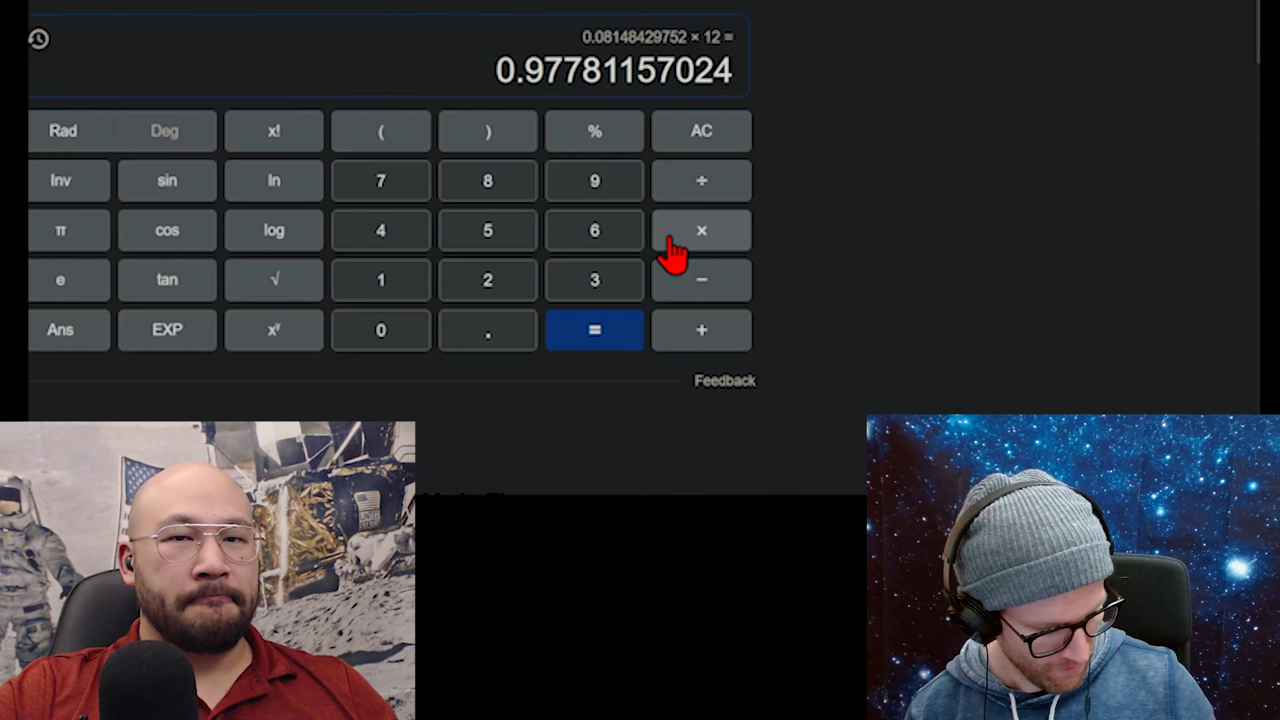 0.08148429752 × 12 =
0.97781157024
Rad Deg x! ( ) % AC
Inv sin ln 7 8 9 ÷
π cos log 4 5 6 ×
e tan √ 1 2 3 −
Ans EXP xʸ 0 . = +
Feedback